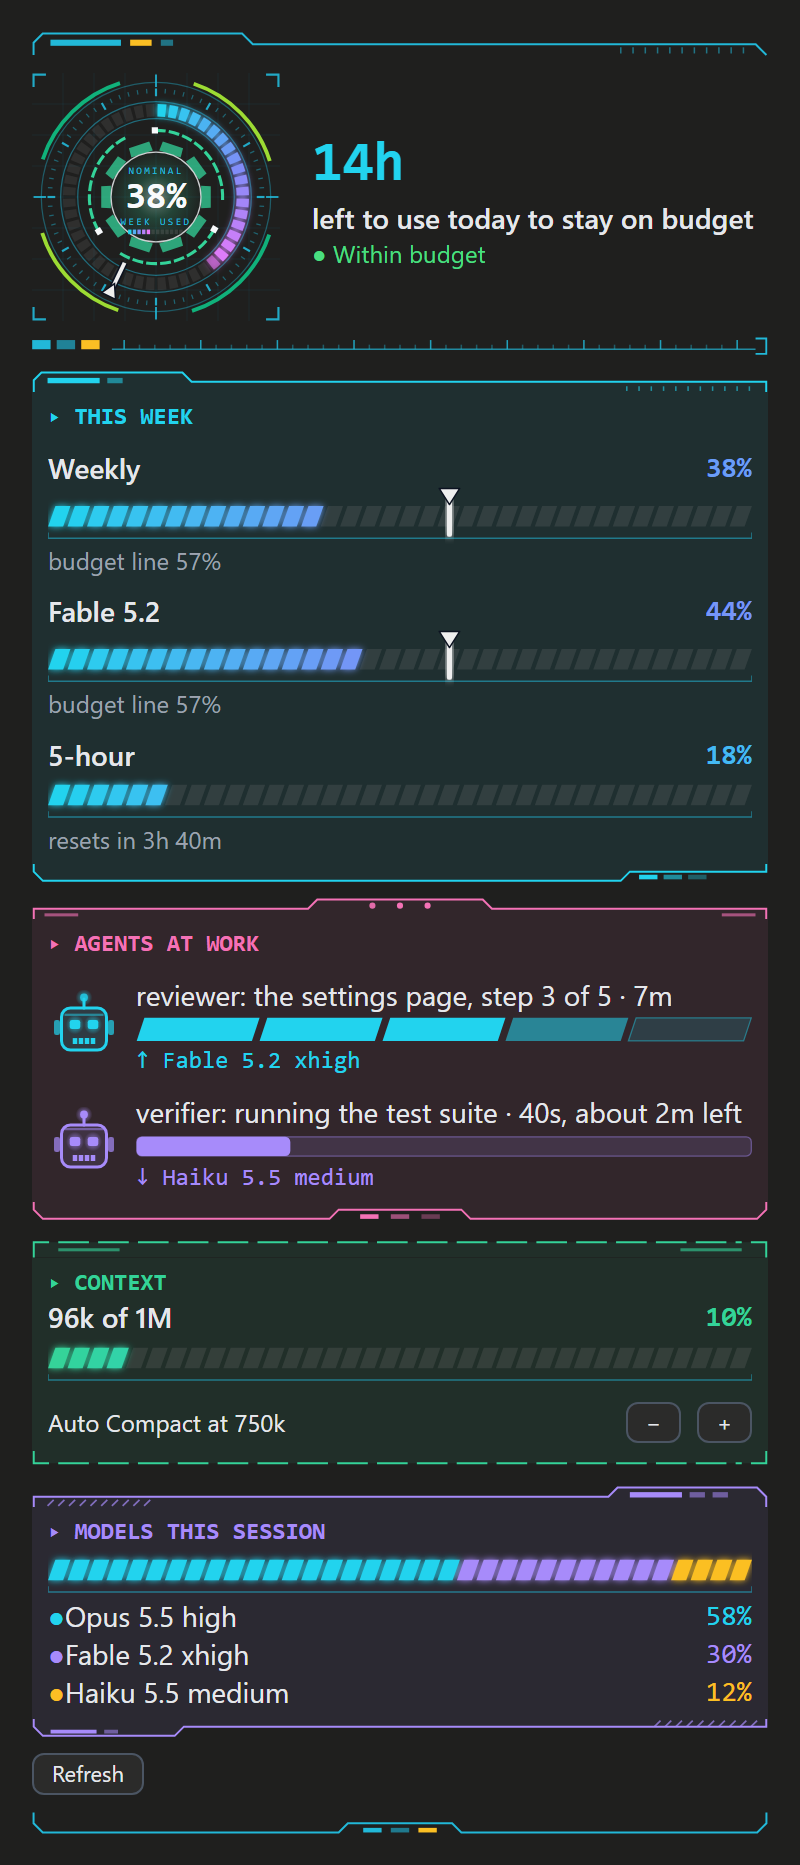 NOMINAL
38%
WEEK USED
14h
left to use today to stay on budget
● Within budget
▸ THIS WEEK
Weekly 38%
budget line 57%
Fable 5.2 44%
budget line 57%
5-hour 18%
resets in 3h 40m
▸ AGENTS AT WORK
reviewer: the settings page, step 3 of 5 · 7m
↑ Fable 5.2 xhigh
verifier: running the test suite · 40s, about 2m left
↓ Haiku 5.5 medium
▸ CONTEXT
96k of 1M 10%
Auto Compact at 750k − +
▸ MODELS THIS SESSION
●Opus 5.5 high 58%
●Fable 5.2 xhigh 30%
●Haiku 5.5 medium 12%
Refresh